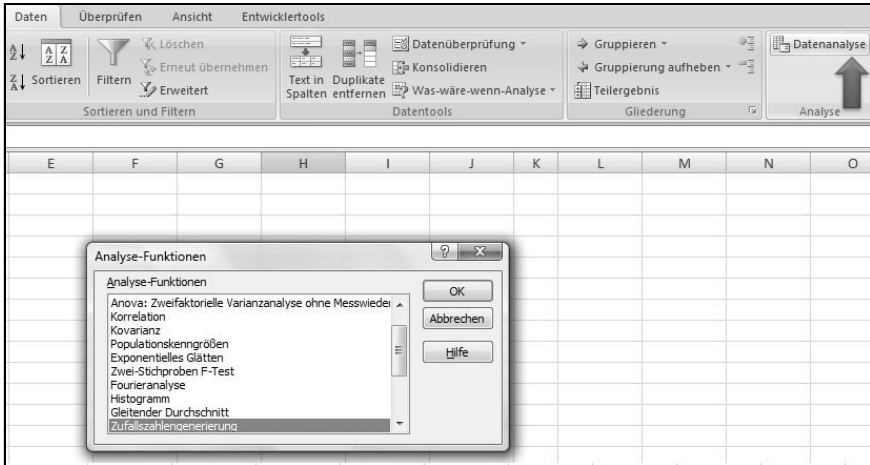 Daten Überprüfen Ansicht Entwicklertools
A Z
Z A
A Z
Z A
Sortieren
Filtern
Löschen
Erneut übernehmen
Erweitert
Sortieren und Filtern
Text in Spalten
Duplikate entfernen
Datenüberprüfung
Konsolidieren
Was-wäre-wenn-Analyse
Datentools
Gruppieren
Gruppierung aufheben
Teilergebnis
Gliederung
Datenanalyse
Analyse
E F G H I J K L M N O
Analyse-Funktionen
Analyse-Funktionen
Anova: Zweifaktorielle Varianzanalyse ohne Messwieder
Korrelation
Kovarianz
Populationskenngrößen
Exponentielles Glätten
Zwei-Stichproben F-Test
Fourieranalyse
Histogramm
Gleitender Durchschnitt
Zufallszahlengenerierung
OK
Abbrechen
Hilfe